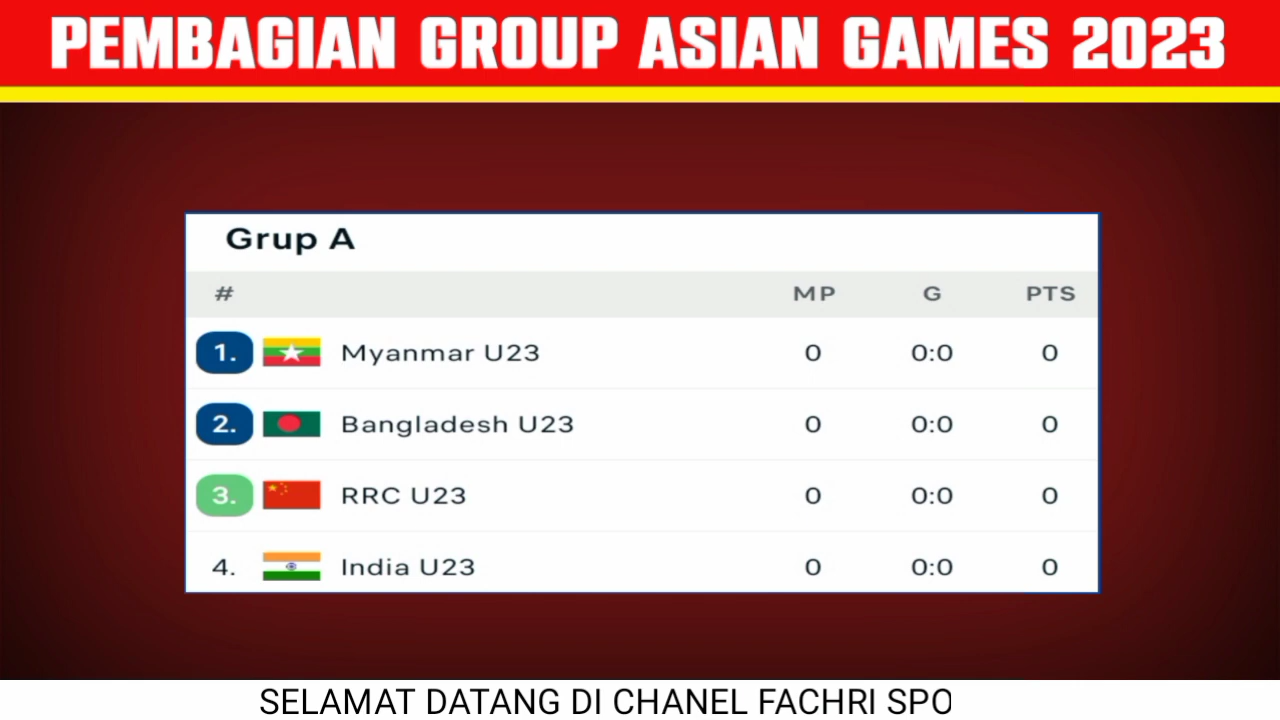 PEMBAGIAN GROUP ASIAN GAMES 2023
Grup A
# MP G PTS
1. Myanmar U23 0 0:0 0
2. Bangladesh U23 0 0:0 0
3. RRC U23 0 0:0 0
4. India U23 0 0:0 0
SELAMAT DATANG DI CHANEL FACHRI SPO